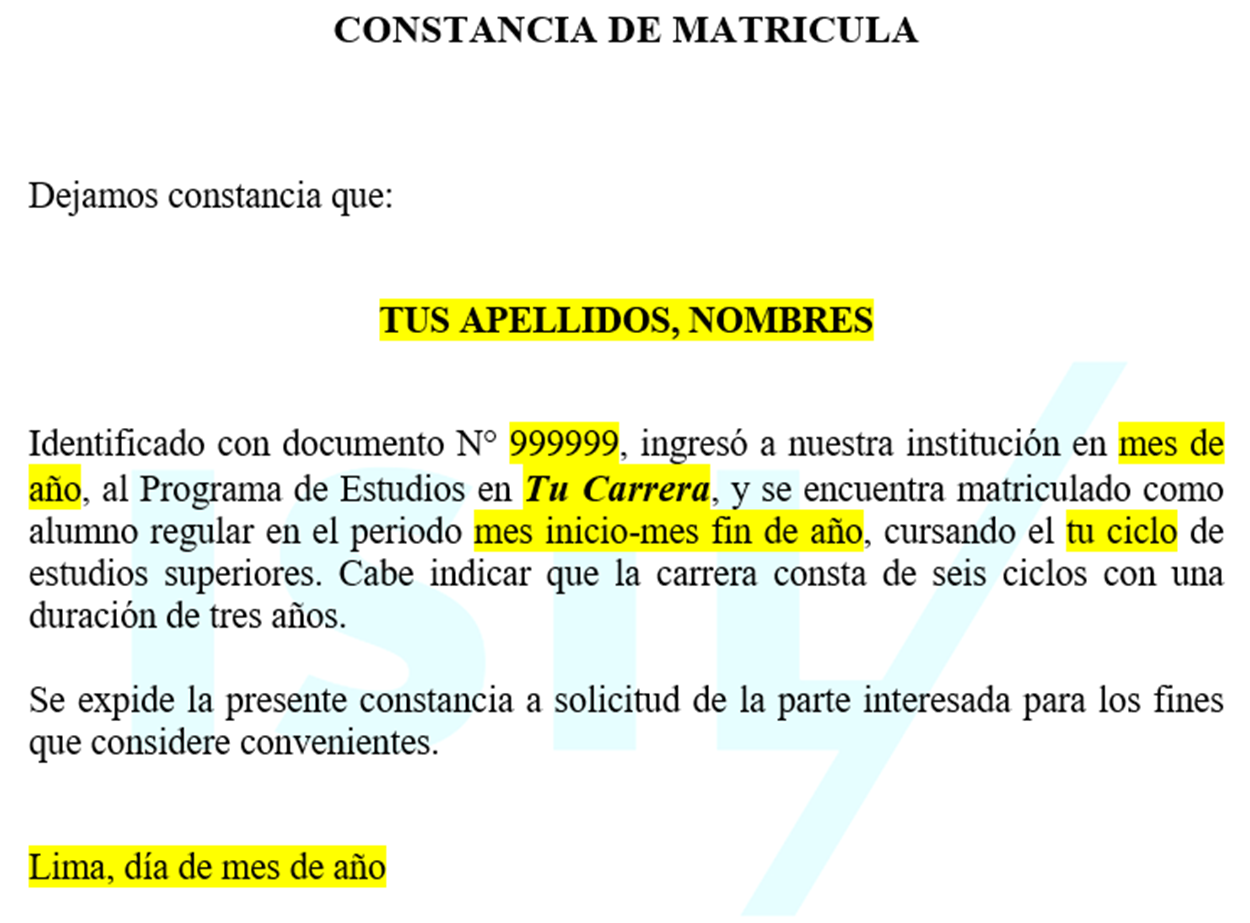 CONSTANCIA DE MATRICULA
Dejamos constancia que:
TUS APELLIDOS, NOMBRES
Identificado con documento N° 999999, ingresó a nuestra institución en mes de
año, al Programa de Estudios en Tu Carrera, y se encuentra matriculado como
alumno regular en el periodo mes inicio-mes fin de año, cursando el tu ciclo de
estudios superiores. Cabe indicar que la carrera consta de seis ciclos con una
duración de tres años.
Se expide la presente constancia a solicitud de la parte interesada para los fines
que considere convenientes.
Lima, día de mes de año
ISIL/